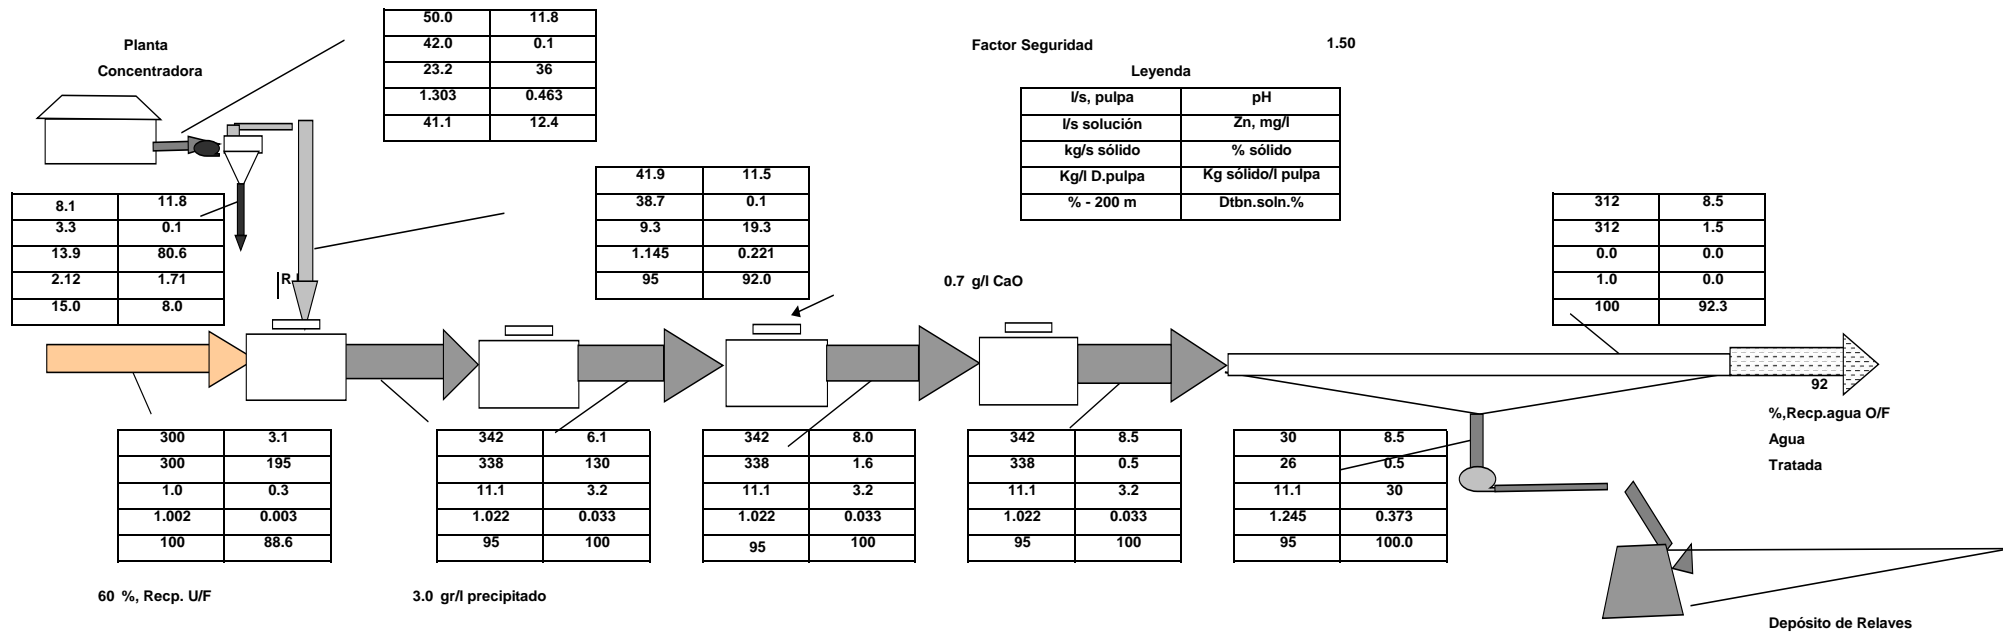 50.0 11.8
42.0 0.1
23.2 36
1.303 0.463
41.1 12.4
Planta
Concentradora
Factor Seguridad 1.50
Leyenda
l/s, pulpa pH
l/s solución Zn, mg/l
kg/s sólido % sólido
Kg/l D.pulpa Kg sólido/l pulpa
% - 200 m Dtbn.soln.%
41.9 11.5
38.7 0.1
9.3 19.3
1.145 0.221
95 92.0
8.1 11.8
3.3 0.1
13.9 80.6
2.12 1.71
15.0 8.0
312 8.5
312 1.5
0.0 0.0
1.0 0.0
100 92.3
0.7 g/l CaO
92
%,Recp.agua O/F
Agua
Tratada
300 3.1
300 195
1.0 0.3
1.002 0.003
100 88.6
342 6.1
338 130
11.1 3.2
1.022 0.033
95 100
342 8.0
338 1.6
11.1 3.2
1.022 0.033
95 100
342 8.5
338 0.5
11.1 3.2
1.022 0.033
95 100
30 8.5
26 0.5
11.1 30
1.245 0.373
95 100.0
60 %, Recp. U/F
3.0 gr/l precipitado
Depósito de Relaves